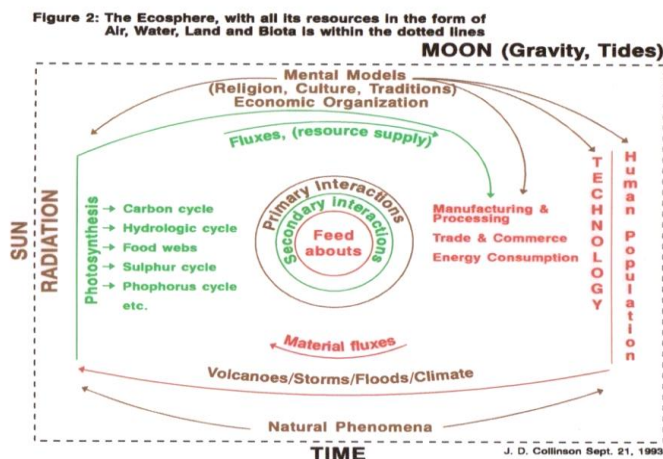 Figure 2: The Ecosphere, with all its resources in the form of
Air, Water, Land and Biota is within the dotted lines
MOON (Gravity, Tides)
Mental Models
(Religion, Culture, Traditions)
Economic Organization
Fluxes, (resource supply)
SUN
RADIATION
Photosynthesis
Carbon cycle
Hydrologic cycle
Food webs
Sulphur cycle
Phophorus cycle
etc.
Primary Interactions
Secondary interactions
Feed
abouts
Manufacturing &
Processing
Trade & Commerce
Energy Consumption
TECHNOLOGY
Human Population
Material fluxes
Volcanoes/Storms/Floods/Climate
Natural Phenomena
TIME
J. D. Collinson Sept. 21, 1993